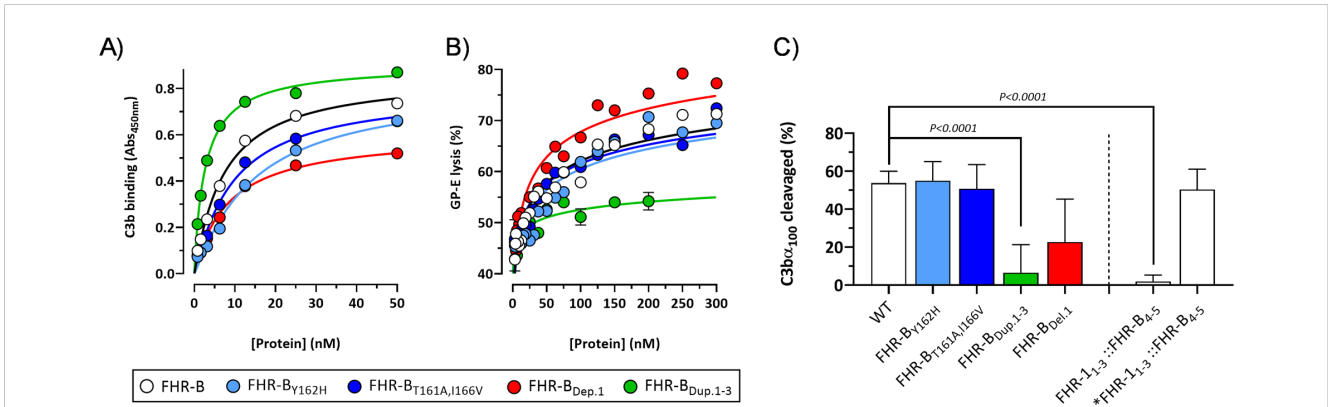 A)
C3b binding (Abs450nm)
0.8
0.6
0.4
0.2
0.0
0 10 20 30 40 50
[Protein] (nM)
B)
GP-E lysis (%)
80
70
60
50
40
0 50 100 150 200 250 300
[Protein] (nM)
C)
C3bα100 cleavaged (%)
80
60
40
20
0
P<0.0001
P<0.0001
WT
FHR-BY162H
FHR-BT161A,I166V
FHR-BDup.1-3
FHR-BDel.1
FHR-11-3::FHR-B4-5
*FHR-11-3::FHR-B4-5
FHR-B FHR-BY162H FHR-BT161A,I166V FHR-BDep.1 FHR-BDup.1-3